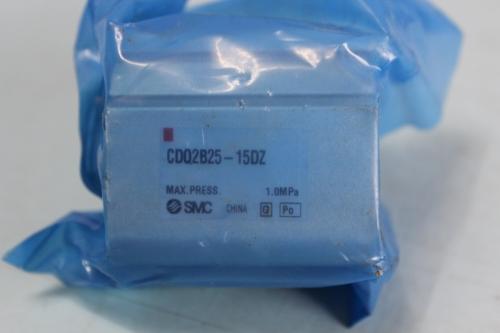 CDQ2B25-15DZ
MAX.PRESS. 1.0MPa
SMC CHINA Q Po